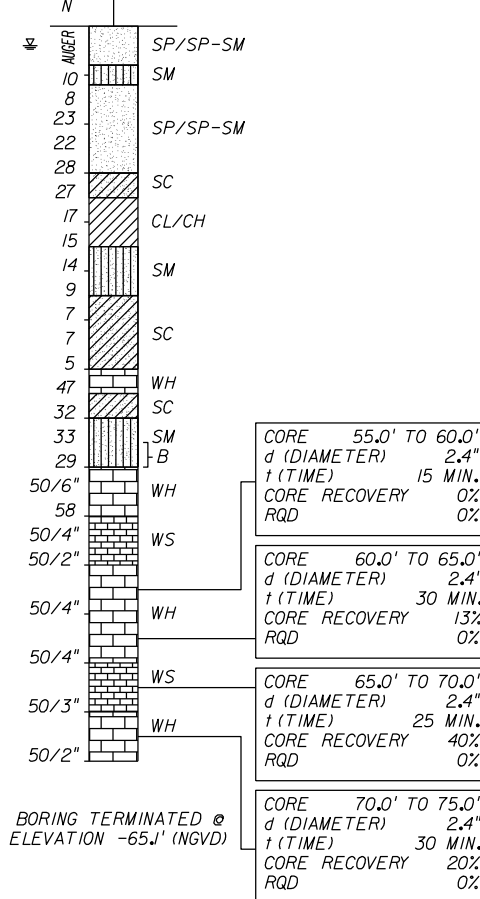 N
AUGER
SP/SP-SM
10 SM
8
23 SP/SP-SM
22
28
27 SC
17 CL/CH
15
14 SM
9
7
7 SC
5
47 WH
32 SC
33 SM
29 B
50/6" WH
58
50/4" WS
50/2"
50/4" WH
50/4"
WS
50/3"
WH
50/2"
BORING TERMINATED @
ELEVATION -65.1' (NGVD)
CORE 55.0' TO 60.0'
d (DIAMETER) 2.4"
t (TIME) 15 MIN.
CORE RECOVERY 0%
RQD 0%
CORE 60.0' TO 65.0'
d (DIAMETER) 2.4"
t (TIME) 30 MIN.
CORE RECOVERY 13%
RQD 0%
CORE 65.0' TO 70.0'
d (DIAMETER) 2.4"
t (TIME) 25 MIN.
CORE RECOVERY 40%
RQD 0%
CORE 70.0' TO 75.0'
d (DIAMETER) 2.4"
t (TIME) 30 MIN.
CORE RECOVERY 20%
RQD 0%